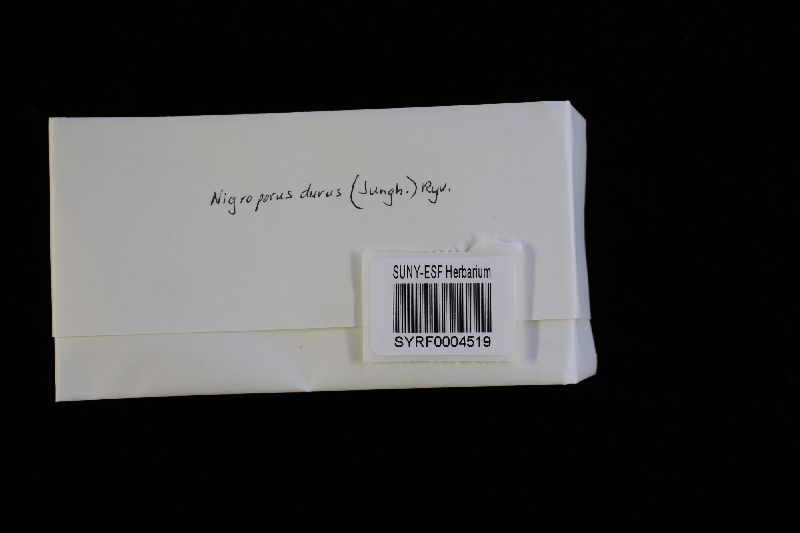 Nigroporus durus (Jungh.) Ryv.
SUNY-ESF Herbarium
SYRF0004519